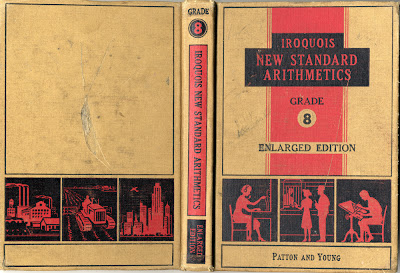 GRADE
8
IROQUOIS NEW STANDARD ARITHMETICS
ENLARGED
EDITION
IROQUOIS
NEW STANDARD
ARITHMETICS
GRADE
8
ENLARGED EDITION
PATTON AND YOUNG